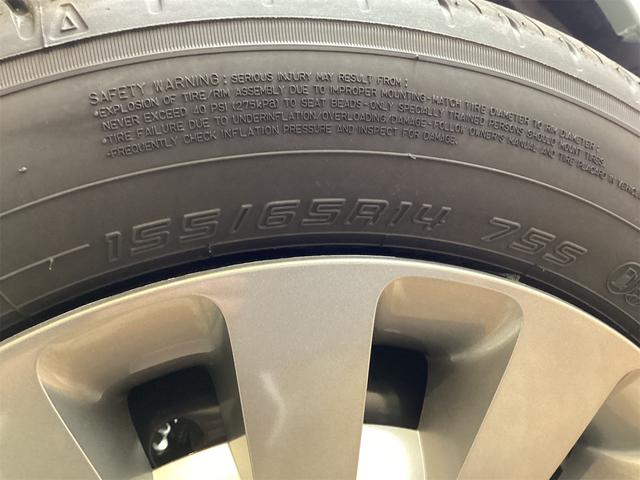 SAFETY WARNING: SERIOUS INJURY MAY RESULT FROM:
•EXPLOSION OF TIRE/RIM ASSEMBLY DUE TO IMPROPER MOUNTING-MATCH TIRE DIAMETER TO RIM DIAMETER:
NEVER EXCEED 40 PSI (275kPa) TO SEAT BEADS-ONLY SPECIALLY TRAINED PERSONS SHOULD MOUNT TIRES.
•TIRE FAILURE DUE TO UNDERINFLATION/OVERLOADING/DAMAGE-FOLLOW OWNER'S MANUAL AND TIRE PLACARD IN VEHICLE:
•FREQUENTLY CHECK INFLATION PRESSURE AND INSPECT FOR DAMAGE.
155/65R14 75S